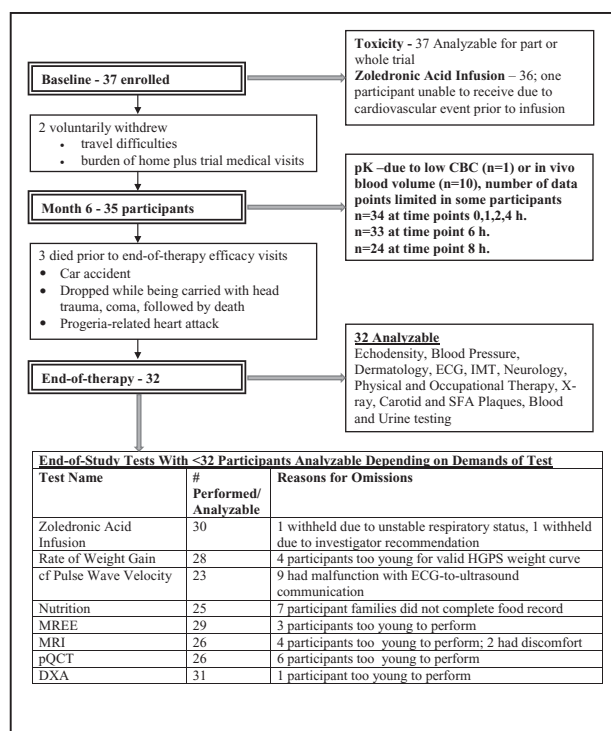 Toxicity - 37 Analyzable for part or
whole trial
Zoledronic Acid Infusion – 36; one
participant unable to receive due to
cardiovascular event prior to infusion
Baseline - 37 enrolled
2 voluntarily withdrew
• travel difficulties
• burden of home plus trial medical visits
pK –due to low CBC (n=1) or in vivo
blood volume (n=10), number of data
points limited in some participants
n=34 at time points 0,1,2,4 h.
n=33 at time point 6 h.
n=24 at time point 8 h.
Month 6 - 35 participants
3 died prior to end-of-therapy efficacy visits
• Car accident
• Dropped while being carried with head
trauma, coma, followed by death
• Progeria-related heart attack
32 Analyzable
Echodensity, Blood Pressure,
Dermatology, ECG, IMT, Neurology,
Physical and Occupational Therapy, X-
ray, Carotid and SFA Plaques, Blood
and Urine testing
End-of-therapy - 32
End-of-Study Tests With <32 Participants Analyzable Depending on Demands of Test
Test Name # Performed/ Analyzable Reasons for Omissions
Zoledronic Acid Infusion 30 1 withheld due to unstable respiratory status, 1 withheld
due to investigator recommendation
Rate of Weight Gain 28 4 participants too young for valid HGPS weight curve
cf Pulse Wave Velocity 23 9 had malfunction with ECG-to-ultrasound
communication
Nutrition 25 7 participant families did not complete food record
MREE 29 3 participants too young to perform
MRI 26 4 participants too young to perform; 2 had discomfort
pQCT 26 6 participants too young to perform
DXA 31 1 participant too young to perform